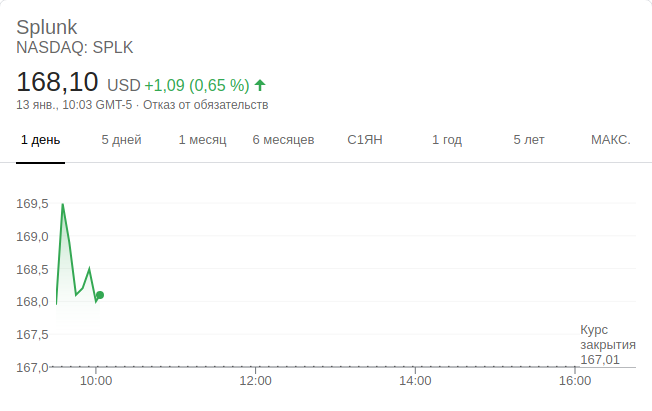 Splunk
NASDAQ: SPLK
168,10 USD +1,09 (0,65 %)
13 янв., 10:03 GMT-5 · Отказ от обязательств
1 день 5 дней 1 месяц 6 месяцев С1ЯН 1 год 5 лет МАКС.
169,5
169,0
168,5
168,0
167,5
167,0
Курс
закрытия
167,01
10:00 12:00 14:00 16:00